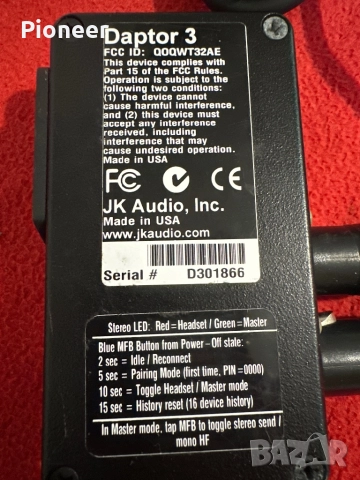 Pioneer
Daptor 3
FCC ID: QOQWT32AE
This device complies with
Part 15 of the FCC Rules.
Operation is subject to the
following two conditions:
(1) The device cannot
cause harmful interference,
and (2) this device must
accept any interference
received, including
interference that may
cause undesired operation.
Made in USA
FC CE
JK Audio, Inc.
Made in USA
www.jkaudio.com
Serial # D301866
Stereo LED: Red=Headset / Green=Master
Blue MFB Button from Power-Off state:
2 sec = Idle / Reconnect
5 sec = Pairing Mode (first time, PIN=0000)
10 sec = Toggle Headset / Master mode
15 sec = History reset (16 device history)
In Master mode, tap MFB to toggle stereo send /
mono HF
BAZAR